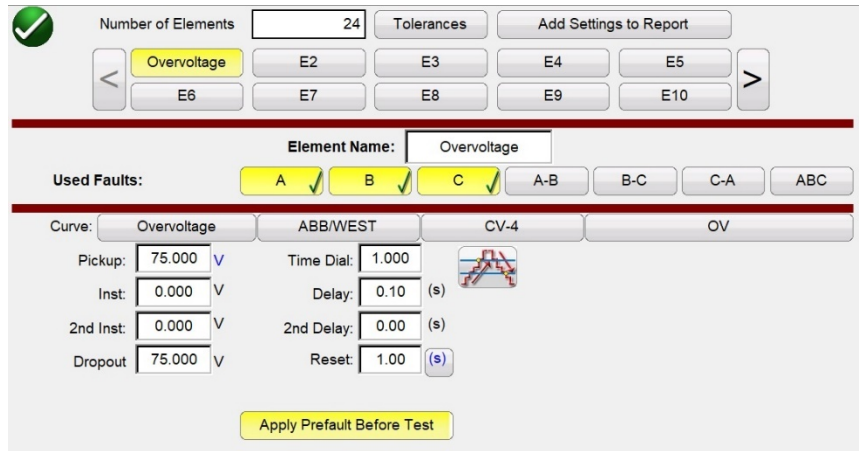 Number of Elements 24 Tolerances Add Settings to Report
< Overvoltage E2 E3 E4 E5 >
E6 E7 E8 E9 E10
Element Name: Overvoltage
Used Faults: A B C A-B B-C C-A ABC
Curve: Overvoltage ABB/WEST CV-4 OV
Pickup: 75.000 V Time Dial: 1.000
Inst: 0.000 V Delay: 0.10 (s)
2nd Inst: 0.000 V 2nd Delay: 0.00 (s)
Dropout 75.000 V Reset: 1.00 (s)
Apply Prefault Before Test